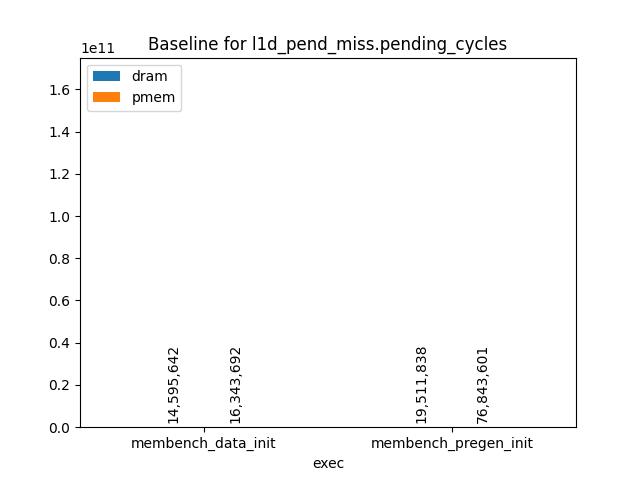 Baseline for l1d_pend_miss.pending_cycles
1e11
dram
pmem
1.6
1.4
1.2
1.0
0.8
0.6
0.4
0.2
0.0
14,595,642
16,343,692
19,511,838
76,843,601
membench_data_init
membench_pregen_init
exec